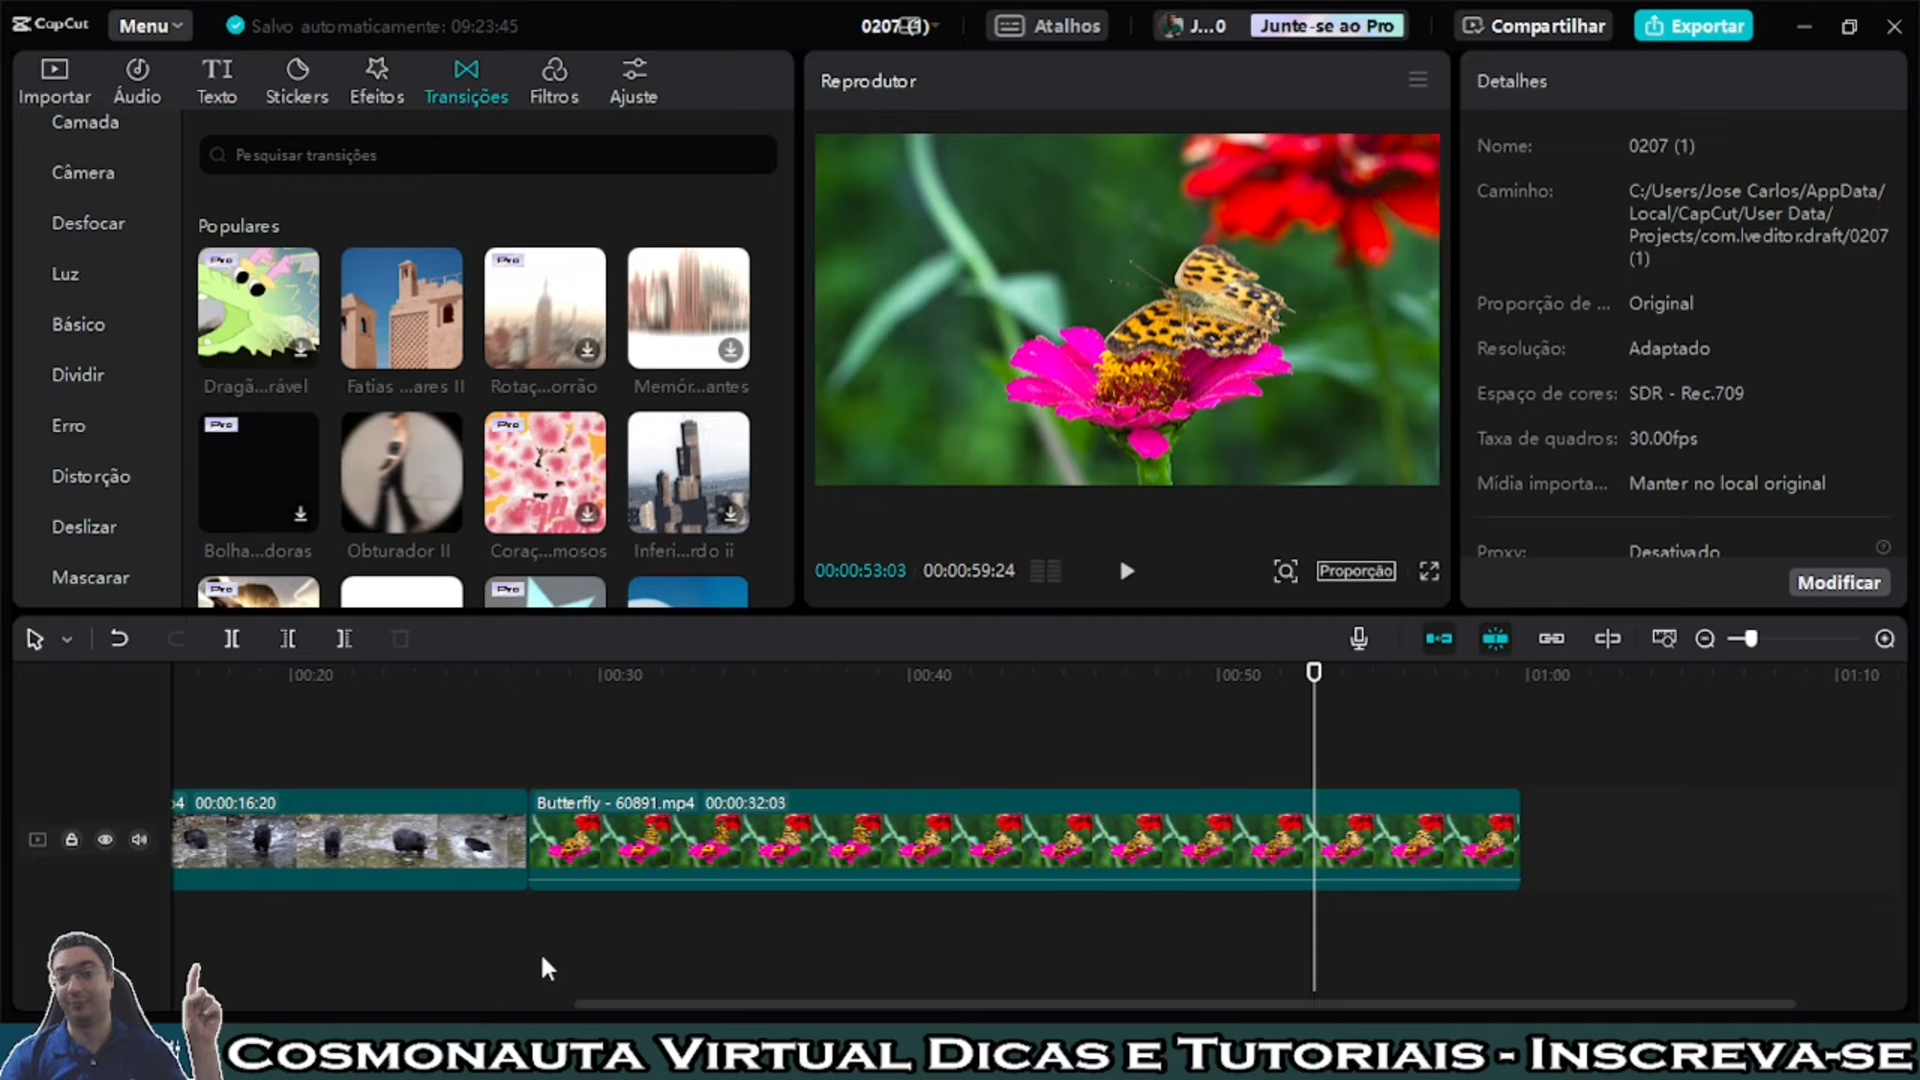 CapCut
Menu
Salvo automaticamente: 09:23:45
0207 (1)
Atalhos
J...0
Junte-se ao Pro
Compartilhar
Exportar
Importar
Áudio
Texto
Stickers
Efeitos
Transições
Filtros
Ajuste
Camada
Câmera
Desfocar
Luz
Básico
Dividir
Erro
Distorção
Deslizar
Mascarar
Pesquisar transições
Populares
Pro
Pro
Dragã...rável
Fatias ...ares II
Rotaç...orrão
Memór...antes
Pro
Pro
Bolha...doras
Obturador II
Coraç...mosos
Inferi...rdo ii
Pro
Pro
Reprodutor
00:00:53:03
00:00:59:24
Proporção
Detalhes
Nome: 0207 (1)
Caminho: C:/Users/Jose Carlos/AppData/
Local/CapCut/User Data/
Projects/com.lveditor.draft/0207
(1)
Proporção de ... Original
Resolução: Adaptado
Espaço de cores: SDR - Rec.709
Taxa de quadros: 30.00fps
Mídia importa... Manter no local original
Proxy: Desativado
Modificar
00:20
00:30
00:40
00:50
01:00
01:10
p4 00:00:16:20
Butterfly - 60891.mp4 00:00:32:03
Cosmonauta Virtual Dicas e Tutoriais - Inscreva-se